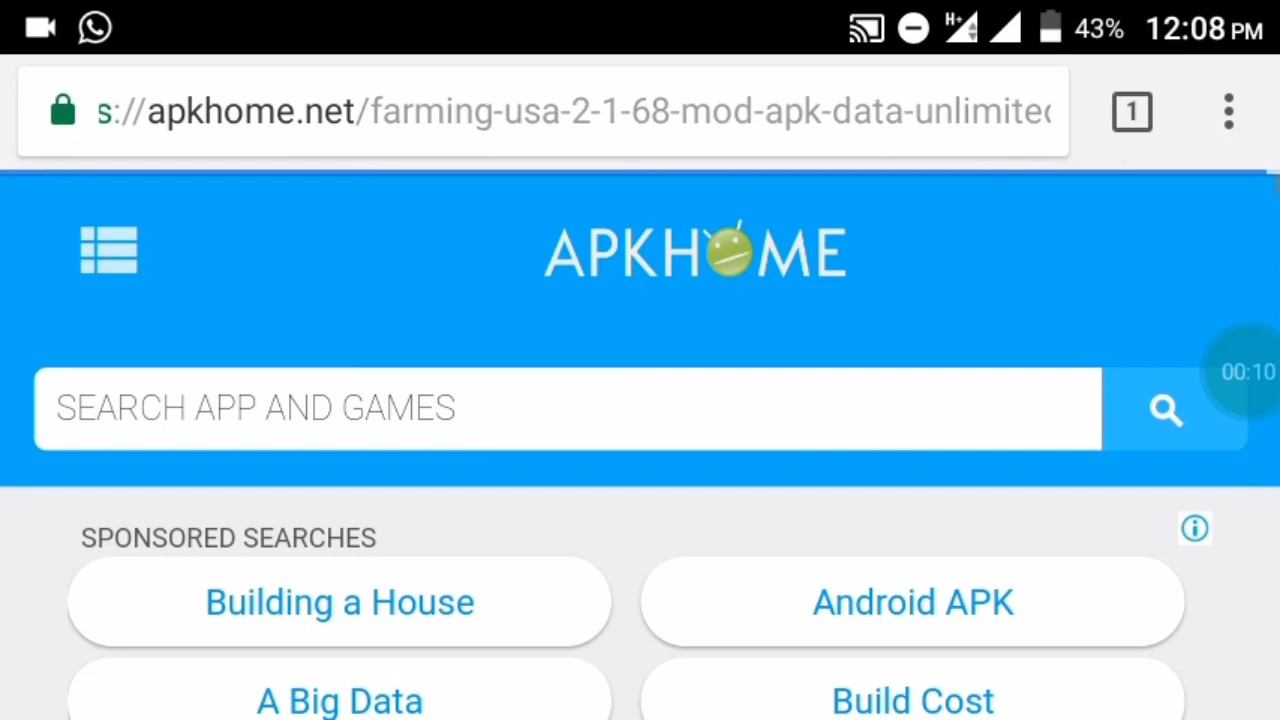 H+ 43% 12:08 PM
s://apkhome.net/farming-usa-2-1-68-mod-apk-data-unlimited
1
APKHOME
SEARCH APP AND GAMES
00:10
SPONSORED SEARCHES
Building a House
Android APK
A Big Data
Build Cost